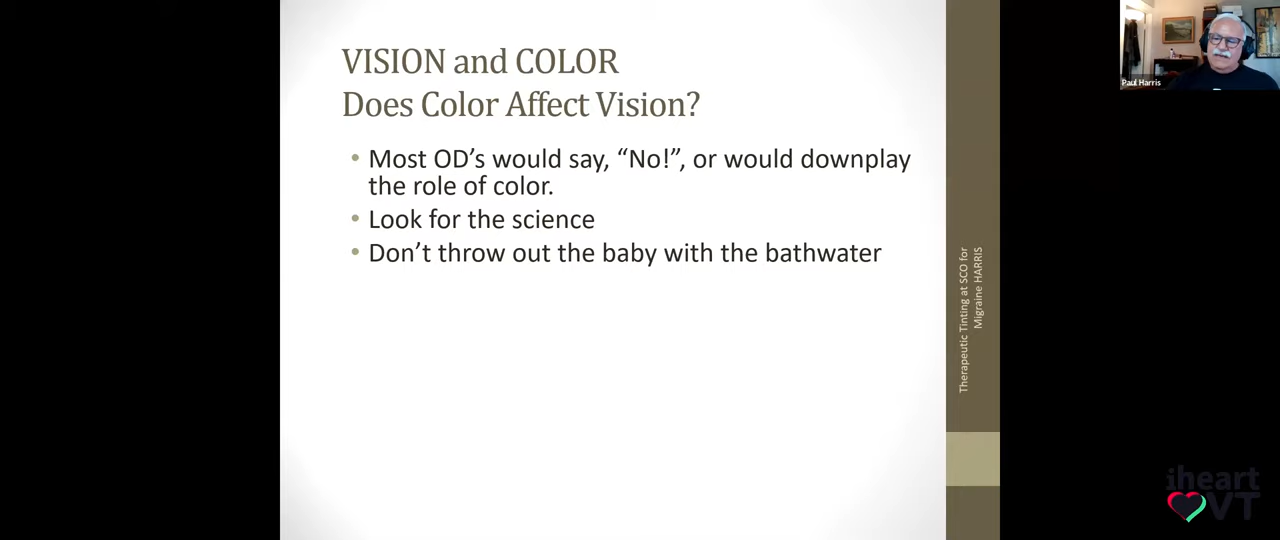 VISION and COLOR
Does Color Affect Vision?
• Most OD’s would say, “No!”, or would downplay
the role of color.
• Look for the science
• Don’t throw out the baby with the bathwater
Therapeutic Tinting at SCO for
Migraine HARRIS
Paul Harris
iheart
VT